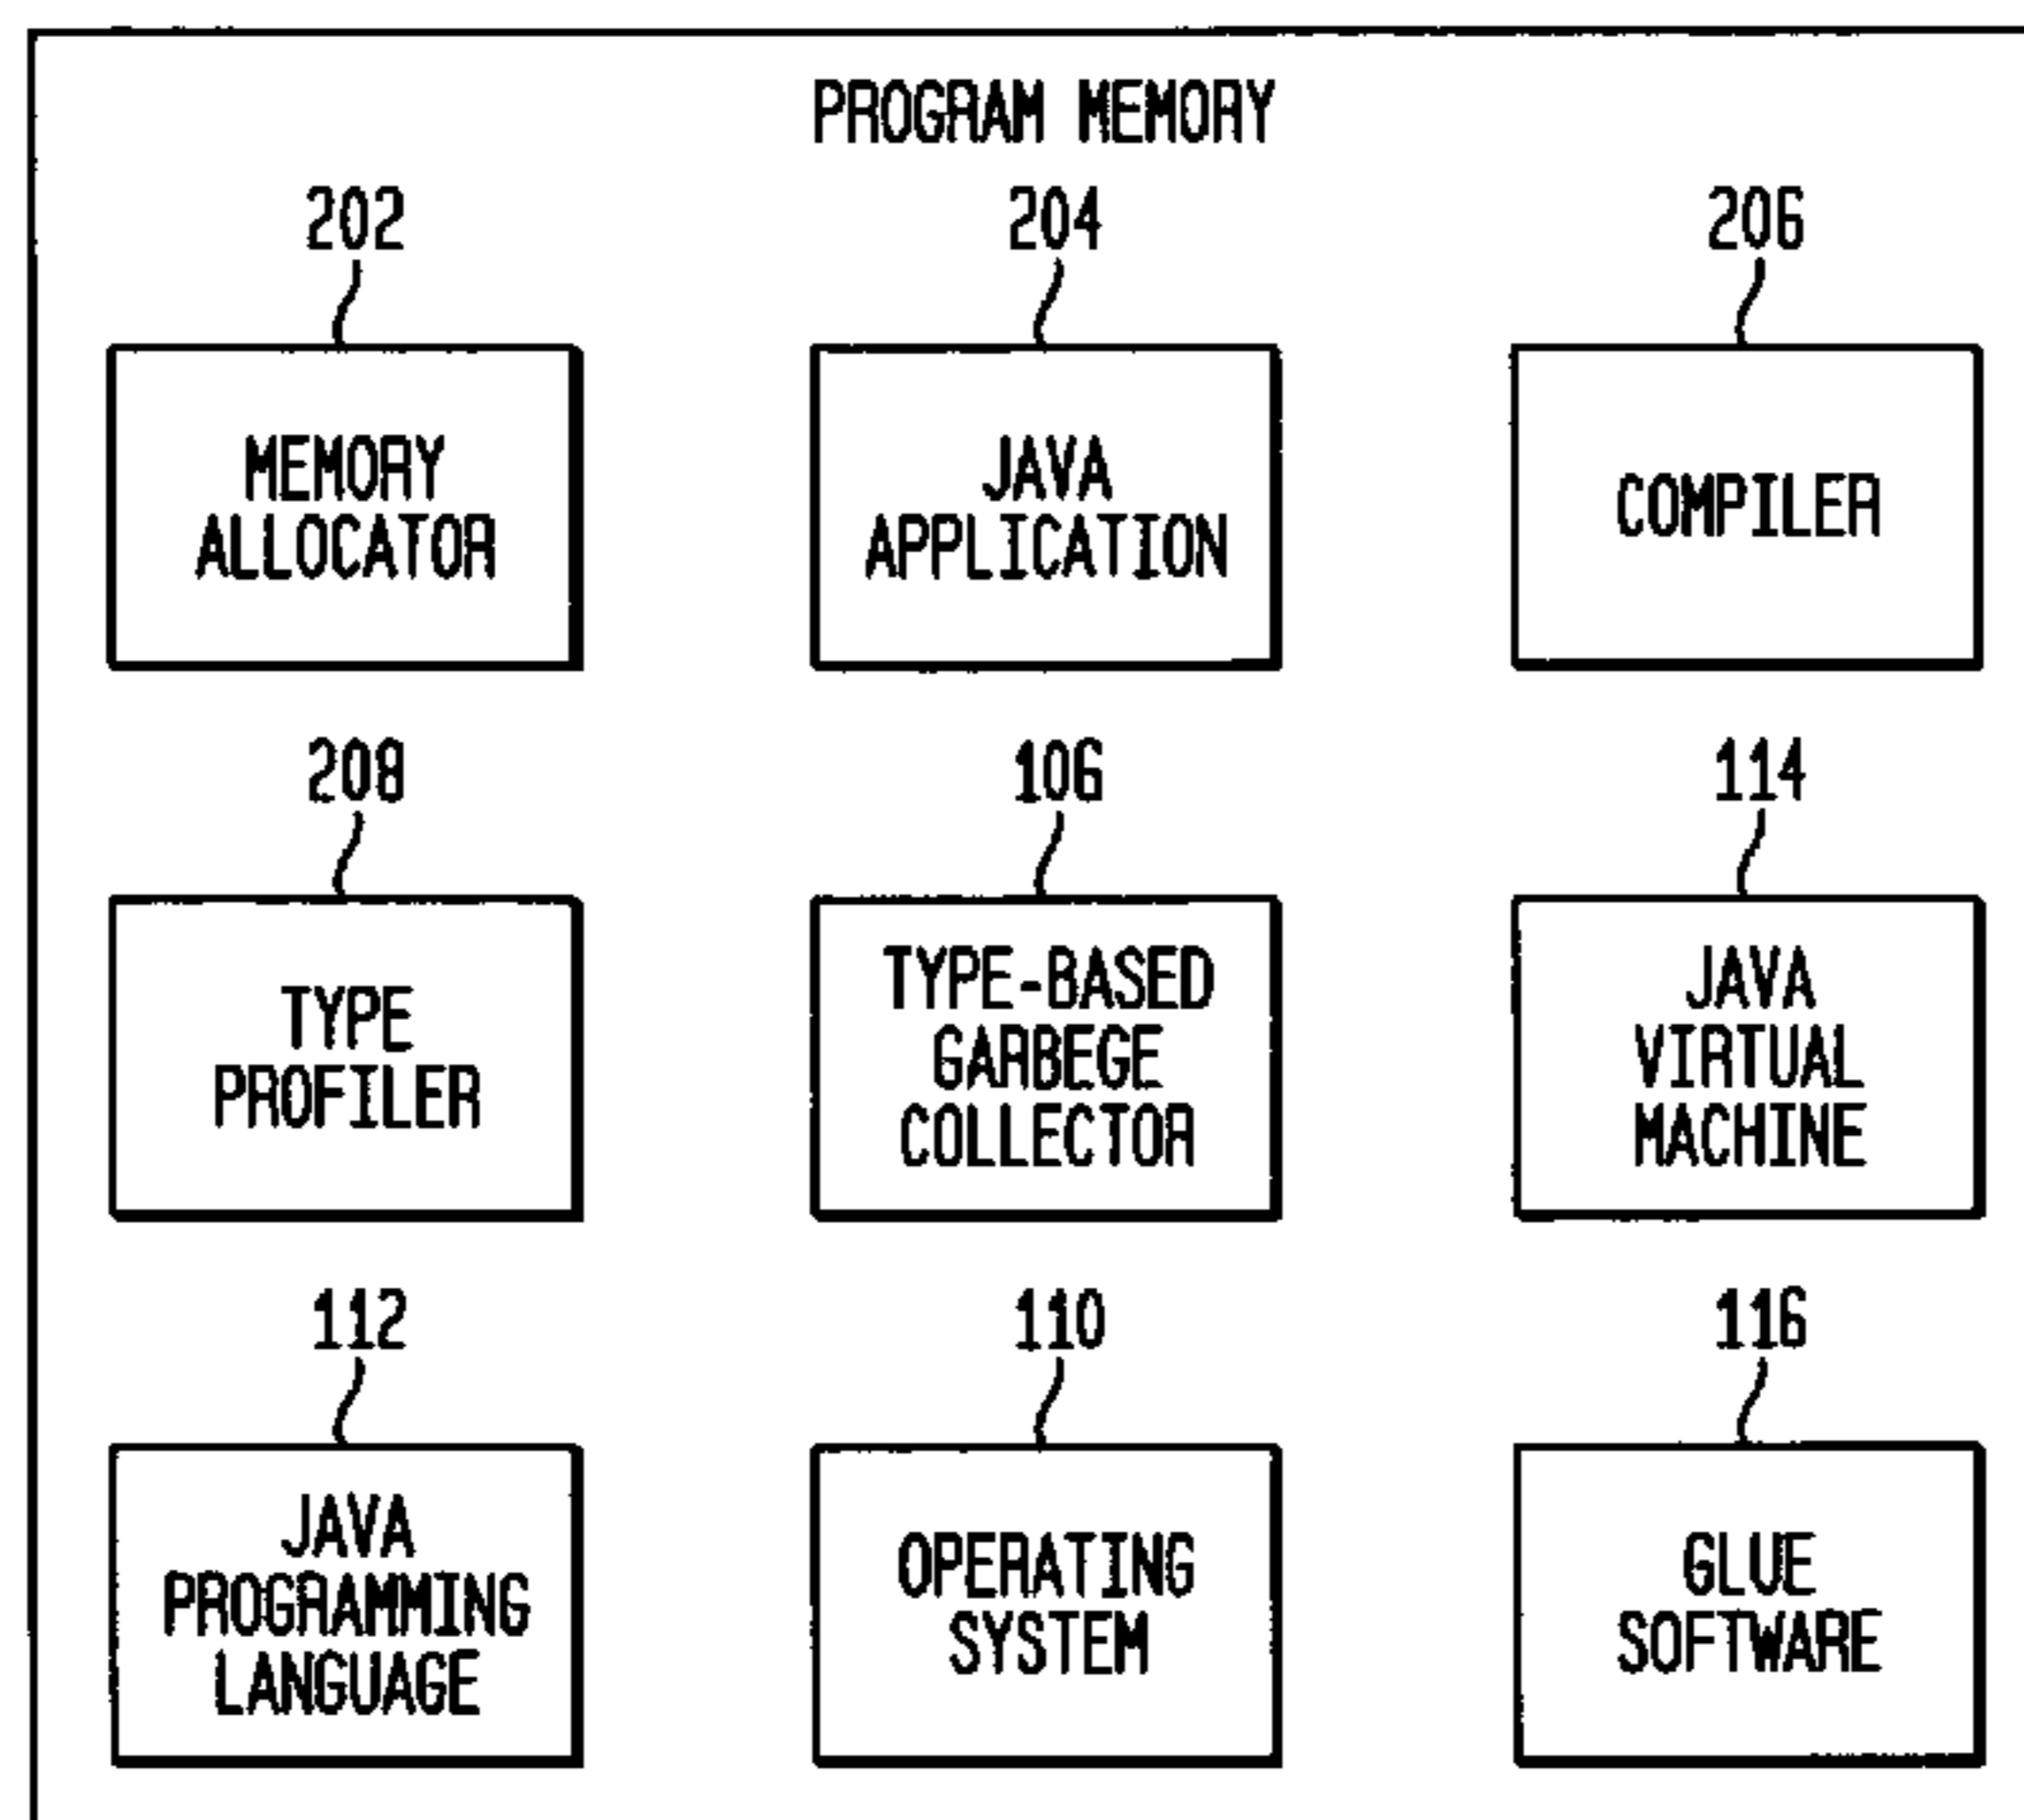 PROGRAM MEMORY
202
204
206
MEMORY
ALLOCATOR
JAVA
APPLICATION
COMPILER
208
106
114
TYPE
PROFILER
TYPE-BASED
GARBEGE
COLLECTOR
JAVA
VIRTUAL
MACHINE
112
110
116
JAVA
PROGRAMMING
LANGUAGE
OPERATING
SYSTEM
GLUE
SOFTWARE